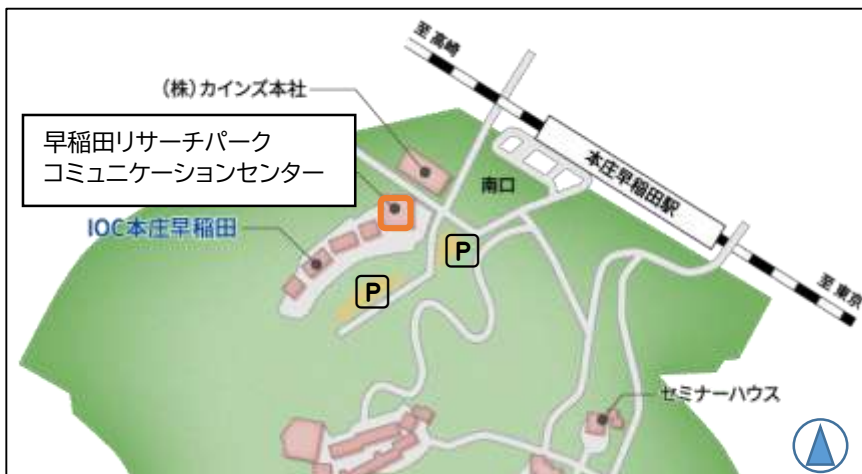 至 高崎
(株)カインズ本社
早稲田リサーチパーク
コミュニケーションセンター
本庄早稲田駅
南口
IOC本庄早稲田
P
P
至 東京
セミナーハウス